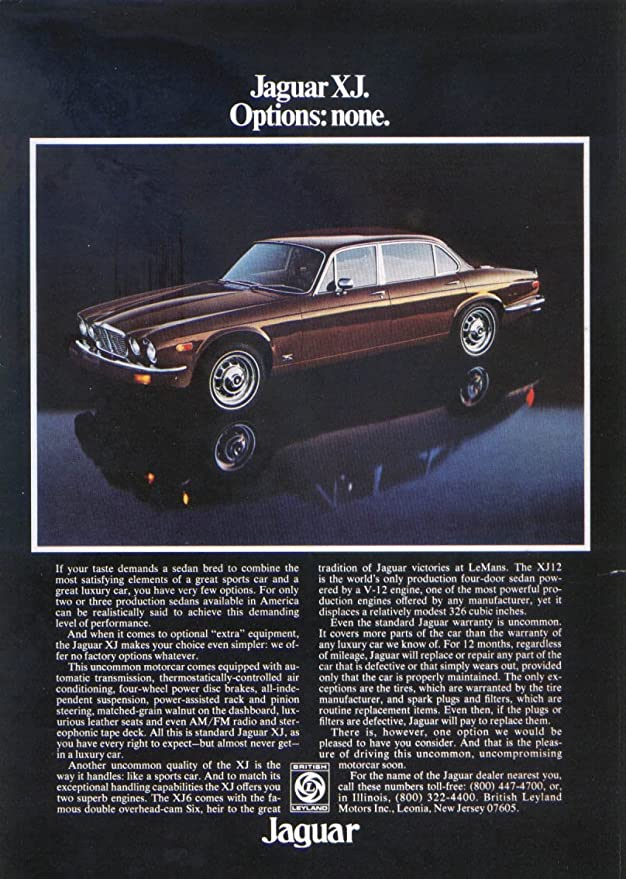 Jaguar XJ.
Options: none.
If your taste demands a sedan bred to combine the
most satisfying elements of a great sports car and a
great luxury car, you have very few options. For only
two or three production sedans available in America
can be realistically said to achieve this demanding
level of performance.
And when it comes to optional “extra” equipment,
the Jaguar XJ makes your choice even simpler: we of-
fer no factory options whatever.
This uncommon motorcar comes equipped with au-
tomatic transmission, thermostatically-controlled air
conditioning, four-wheel power disc brakes, all-inde-
pendent suspension, power-assisted rack and pinion
steering, matched-grain walnut on the dashboard, lux-
urious leather seats and even AM/FM radio and ster-
eophonic tape deck. All this is standard Jaguar XJ, as
you have every right to expect—but almost never get—
in a luxury car.
Another uncommon quality of the XJ is the
way it handles: like a sports car. And to match its
exceptional handling capabilities the XJ offers you
two superb engines. The XJ6 comes with the fa-
mous double overhead-cam Six, heir to the great
tradition of Jaguar victories at LeMans. The XJ12
is the world's only production four-door sedan pow-
ered by a V-12 engine, one of the most powerful pro-
duction engines offered by any manufacturer, yet it
displaces a relatively modest 326 cubic inches.
Even the standard Jaguar warranty is uncommon.
It covers more parts of the car than the warranty of
any luxury car we know of. For 12 months, regardless
of mileage, Jaguar will replace or repair any part of the
car that is defective or that simply wears out, provided
only that the car is properly maintained. The only ex-
ceptions are the tires, which are warranted by the tire
manufacturer, and spark plugs and filters, which are
routine replacement items. Even then, if the plugs or
filters are defective, Jaguar will pay to replace them.
There is, however, one option we would be
pleased to have you consider. And that is the pleas-
ure of driving this uncommon, uncompromising
motorcar soon.
For the name of the Jaguar dealer nearest you,
call these numbers toll-free: (800) 447-4700, or,
in Illinois, (800) 322-4400. British Leyland
Motors Inc., Leonia, New Jersey 07605.
BRITISH
L
LEYLAND
Jaguar